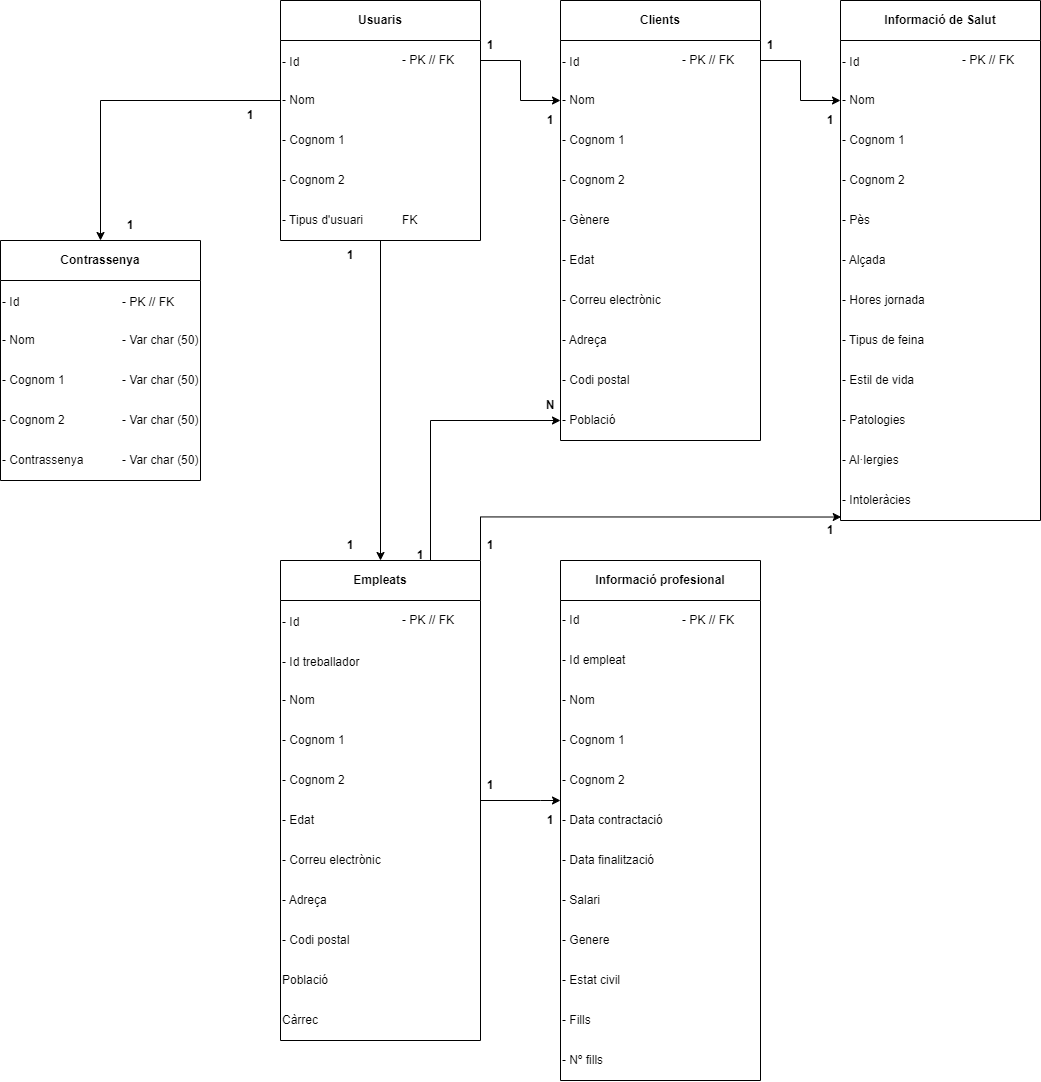 Usuaris
- Id - PK // FK
- Nom
- Cognom 1
- Cognom 2
- Tipus d'usuari FK
1
1
Clients
- Id - PK // FK
- Nom
- Cognom 1
- Cognom 2
- Gènere
- Edat
- Correu electrònic
- Adreça
- Codi postal
- Població
1
1
Informació de Salut
- Id - PK // FK
- Nom
- Cognom 1
- Cognom 2
- Pès
- Alçada
- Hores jornada
- Tipus de feina
- Estil de vida
- Patologies
- Al·lergies
- Intoleràcies
1
1
Contrassenya
- Id - PK // FK
- Nom - Var char (50)
- Cognom 1 - Var char (50)
- Cognom 2 - Var char (50)
- Contrassenya - Var char (50)
1
1
N
1
1
1
Empleats
- Id - PK // FK
- Id treballador
- Nom
- Cognom 1
- Cognom 2
- Edat
- Correu electrònic
- Adreça
- Codi postal
Població
Càrrec
1
1
Informació profesional
- Id - PK // FK
- Id empleat
- Nom
- Cognom 1
- Cognom 2
- Data contractació
- Data finalització
- Salari
- Genere
- Estat civil
- Fills
- Nº fills